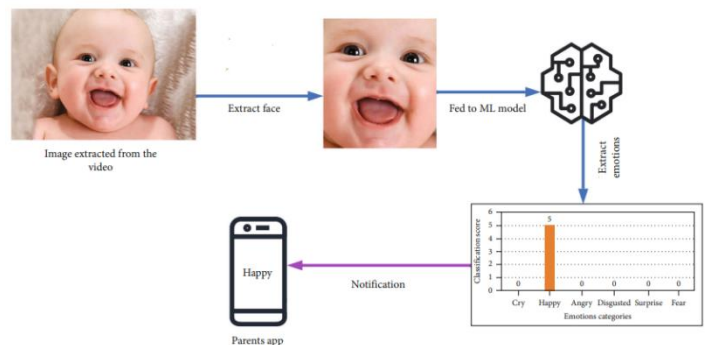 Extract face
Fed to ML model
Image extracted from the
video
Extract
emotions
Classification score
6
5
4
3
2
1
0
0
5
0
0
0
0
Cry
Happy
Angry
Disgusted
Surprise
Fear
Emotions categories
Happy
Notification
Parents app